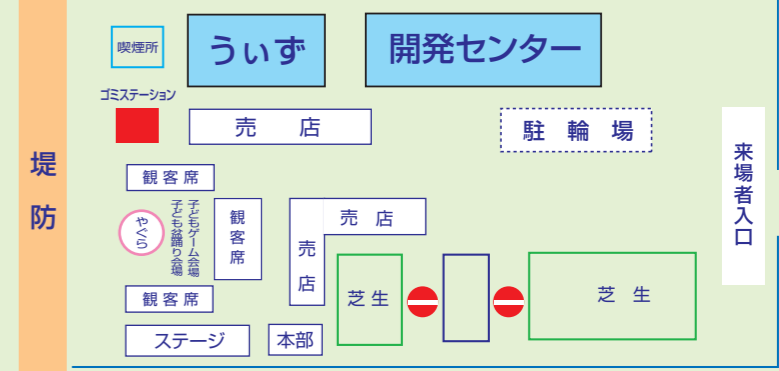 喫煙所
うぃず
開発センター
ゴミステーション
売店
駐輪場
堤防
来場者入口
観客席
やぐら
子どもゲーム会場
子ども盆踊り会場
観客席
売店
売店
観客席
芝生
芝生
ステージ
本部